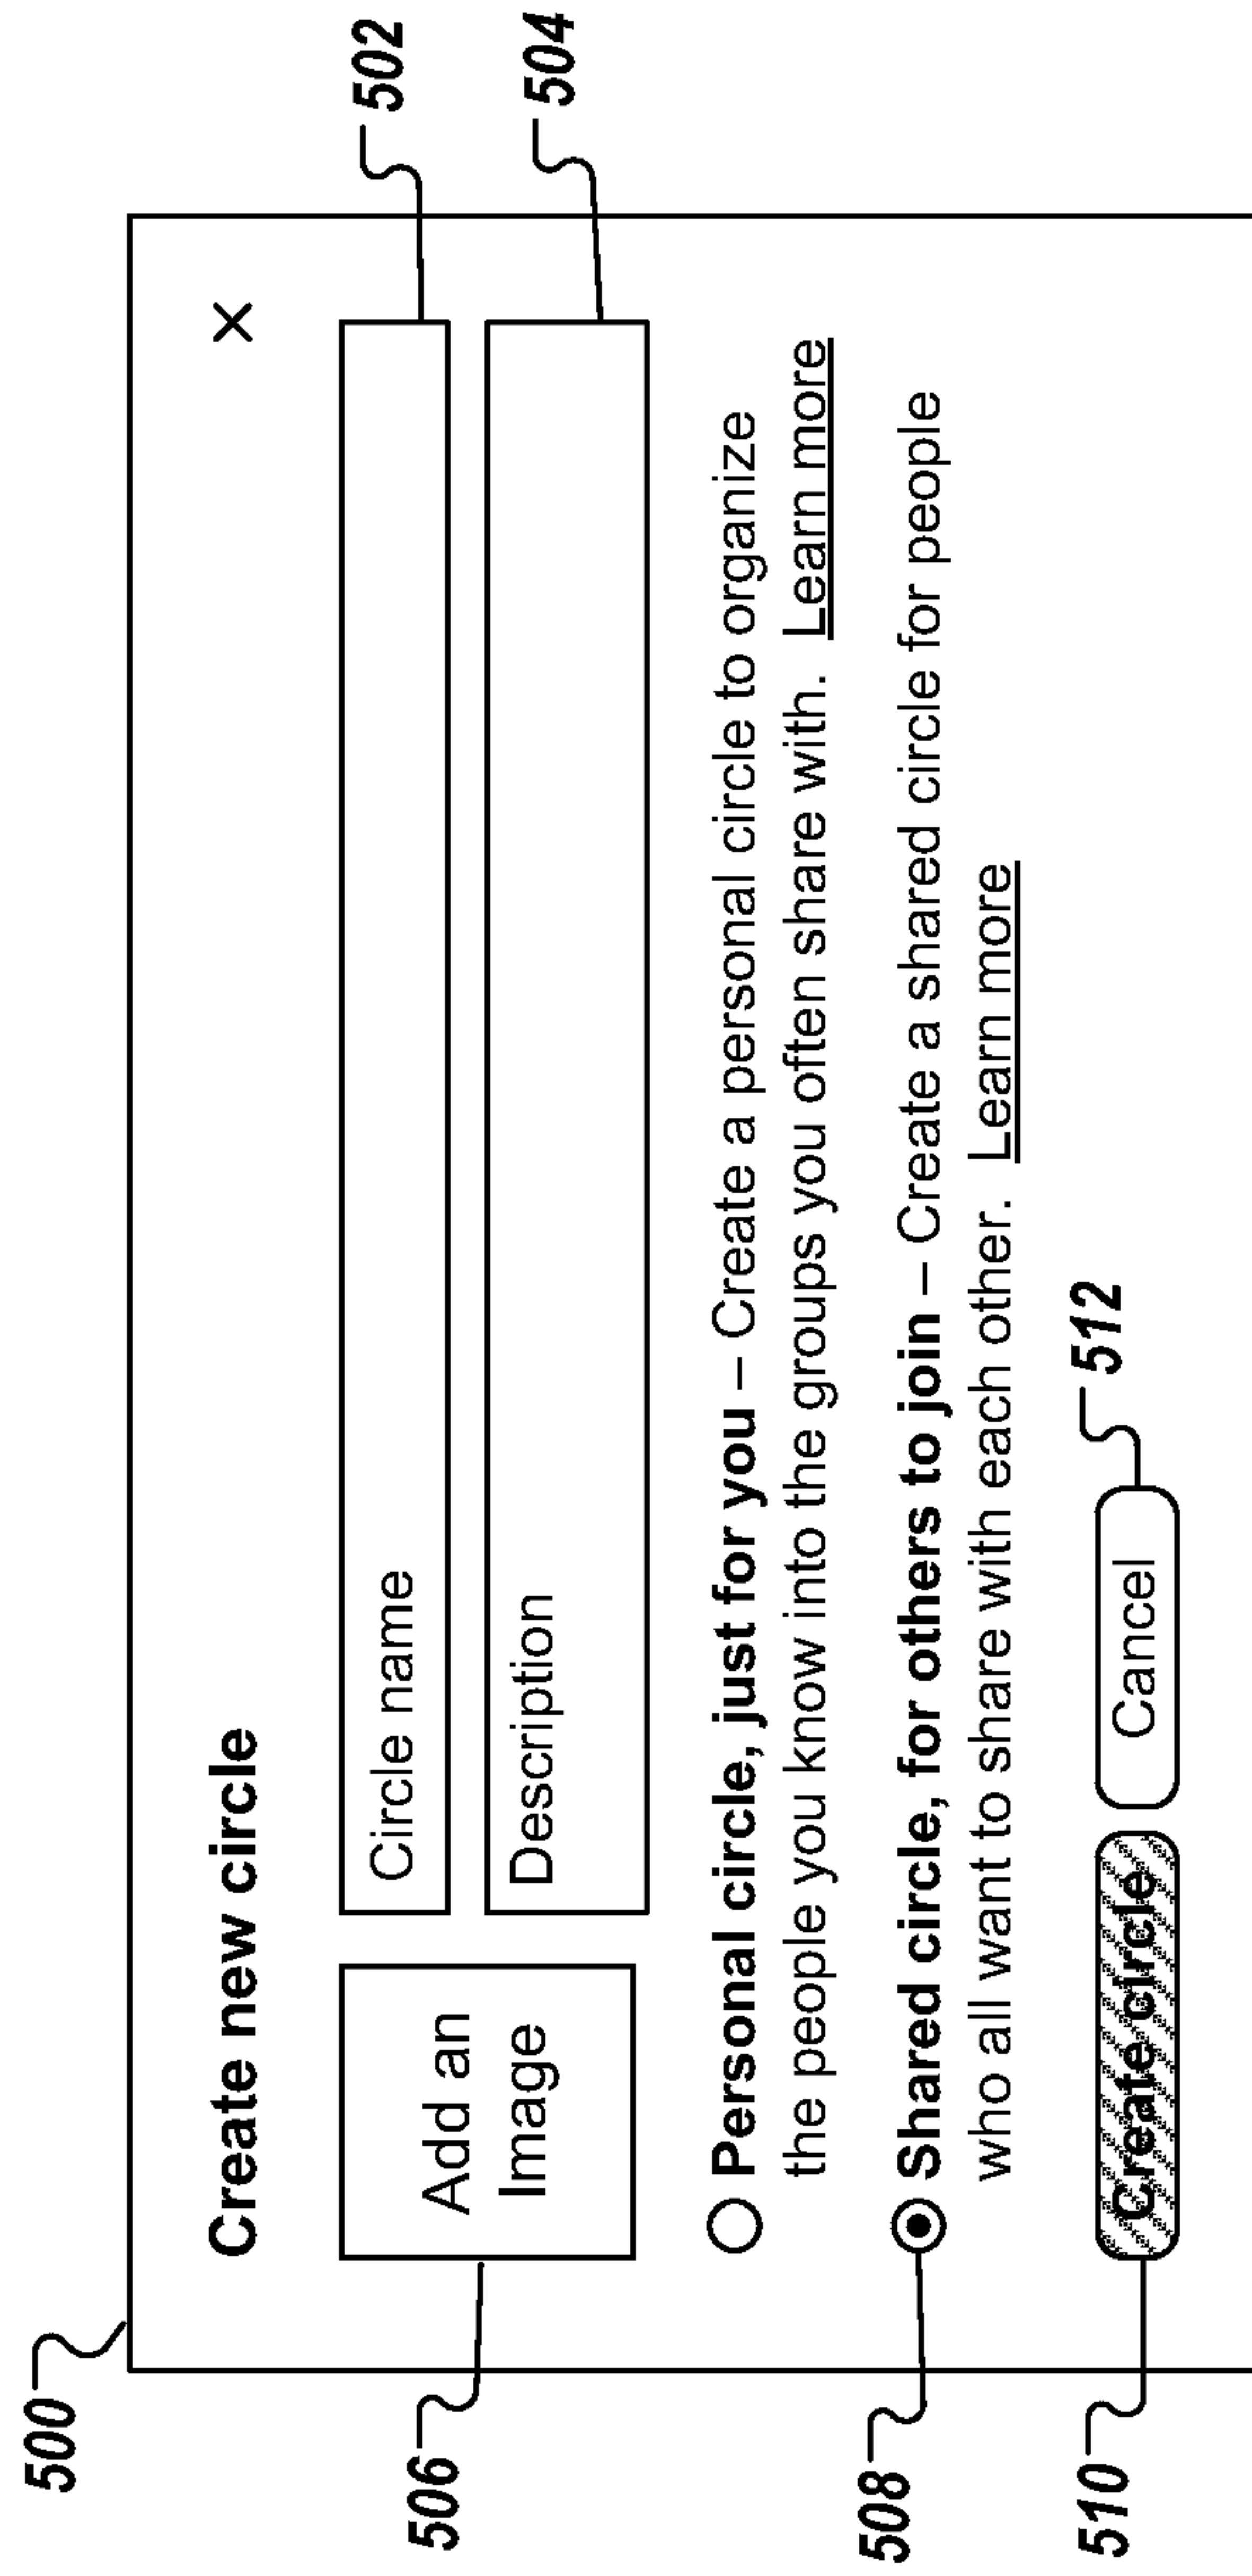 500
Create new circle
×
502
Circle name
504
Description
506
Add an
Image
Personal circle, just for you – Create a personal circle to organize
the people you know into the groups you often share with. Learn more
508
Shared circle, for others to join – Create a shared circle for people
who all want to share with each other. Learn more
510
Create circle
Cancel
512